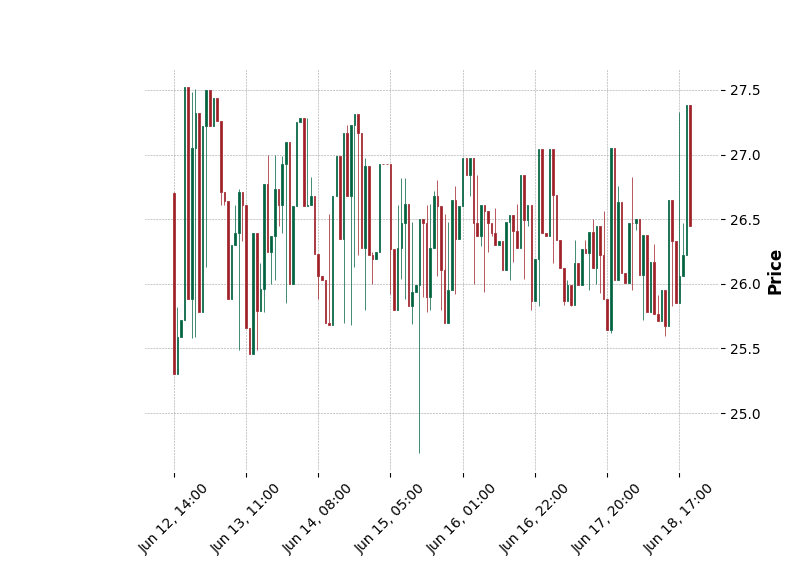 27.5
27.0
26.5
26.0
25.5
25.0
Price
Jun 12, 14:00
Jun 13, 11:00
Jun 14, 08:00
Jun 15, 05:00
Jun 16, 01:00
Jun 16, 22:00
Jun 17, 20:00
Jun 18, 17:00